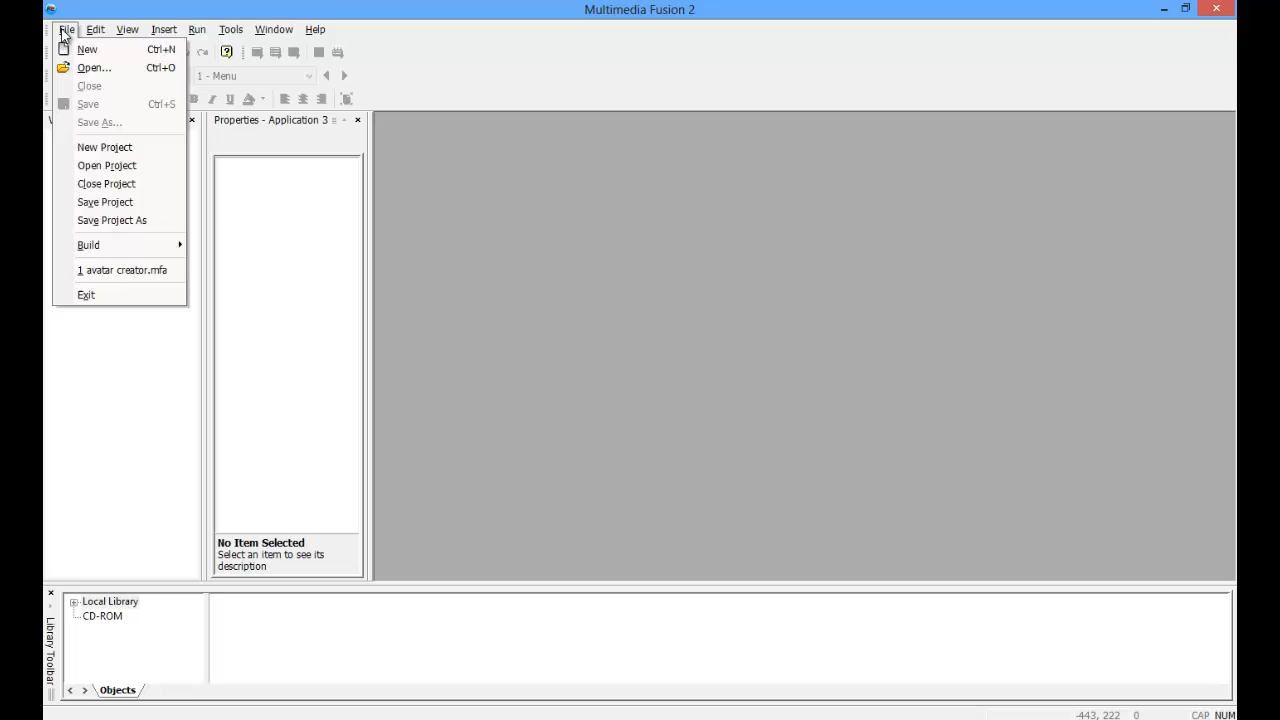 Multimedia Fusion 2
File Edit View Insert Run Tools Window Help
New Ctrl+N
Open... Ctrl+O
Close
Save Ctrl+S
Save As...
New Project
Open Project
Close Project
Save Project
Save Project As
Build
1 avatar creator.mfa
Exit
1 - Menu
B I U
Properties - Application 3
No Item Selected
Select an item to see its
description
Library Toolbar
Local Library
CD-ROM
Objects
-443, 222 0 CAP NUM